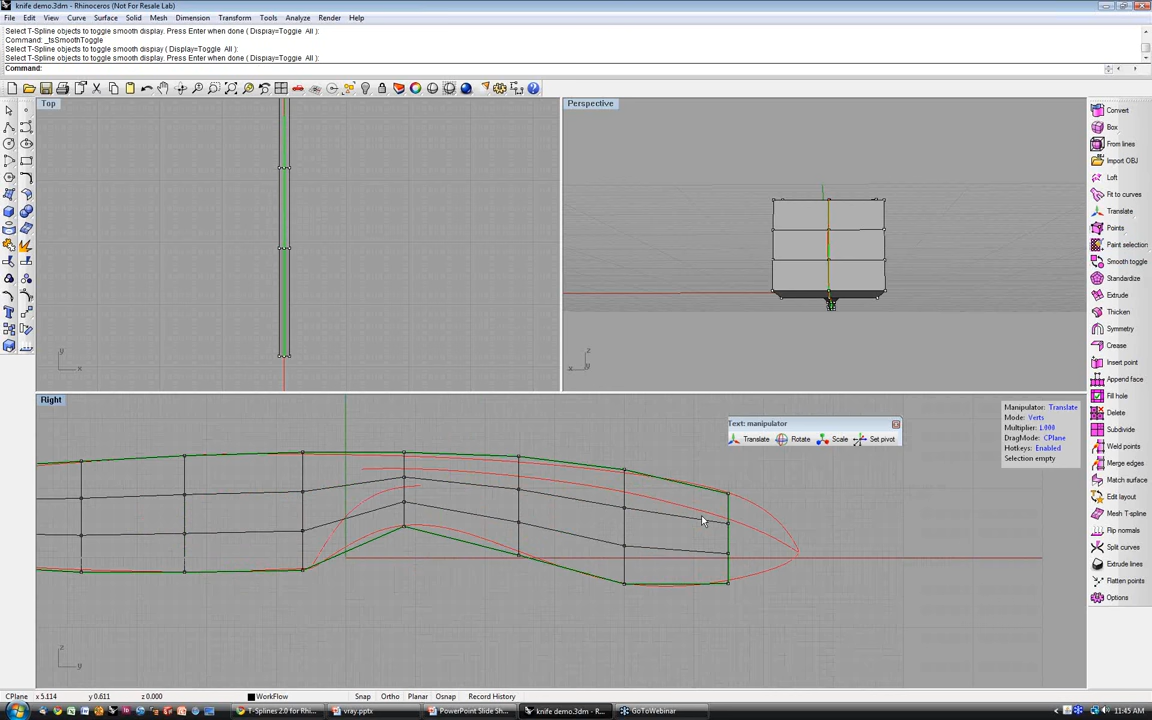 knife demo.3dm - Rhinoceros (Not For Resale Lab)
File Edit View Curve Surface Solid Mesh Dimension Transform Tools Analyze Render Help
Select T-Spline objects to toggle smooth display. Press Enter when done ( Display=Toggle All ):
Command: _tsSmoothToggle
Select T-Spline objects to toggle smooth display ( Display=Toggle All ):
Select T-Spline objects to toggle smooth display. Press Enter when done ( Display=Toggle All ):
Command:
Top
Perspective
Convert
Box
From lines
Import OBJ
Loft
Fit to curves
Translate
Points
Paint selection
Smooth toggle
Standardize
Extrude
Thicken
Symmetry
Crease
Insert point
Append face
Fill hole
Delete
Subdivide
Weld points
Merge edges
Match surface
Edit layout
Mesh T-spline
Flip normals
Split curves
Extrude lines
Flatten points
Options
y
x
z
x y
Right
Text: manipulator
Translate Rotate Scale Set pivot
Manipulator: Translate
Mode: Verts
Multiplier: 1.000
DragMode: CPlane
Hotkeys: Enabled
Selection empty
z
y
CPlane x 5.114 y 0.611 z 0.000 WorkFlow Snap Ortho Planar Osnap Record History
T-Splines 2.0 for Rhi... vray.pptx PowerPoint Slide Sh... knife demo.3dm - R... GoToWebinar 11:45 AM